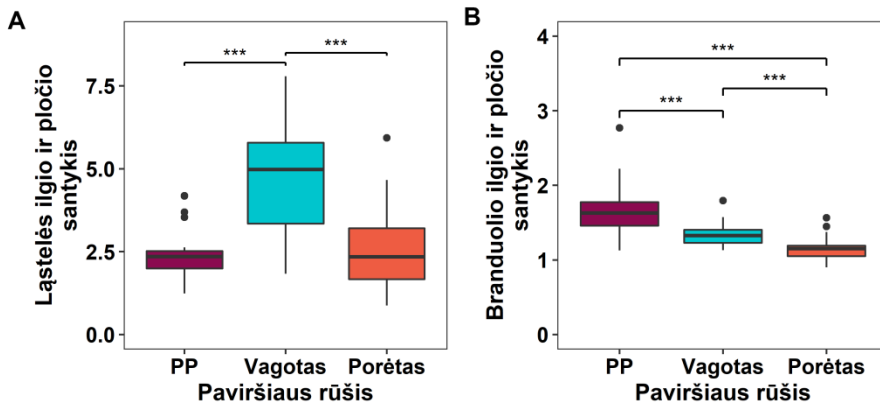 A
Ląstelės ilgio ir pločio
santykis
7.5
5.0
2.5
0.0
***
***
PP
Vagotas
Porėtas
Paviršiaus rūšis
B
Branduolio ilgio ir pločio
santykis
4
3
2
1
0
***
***
***
PP
Vagotas
Porėtas
Paviršiaus rūšis